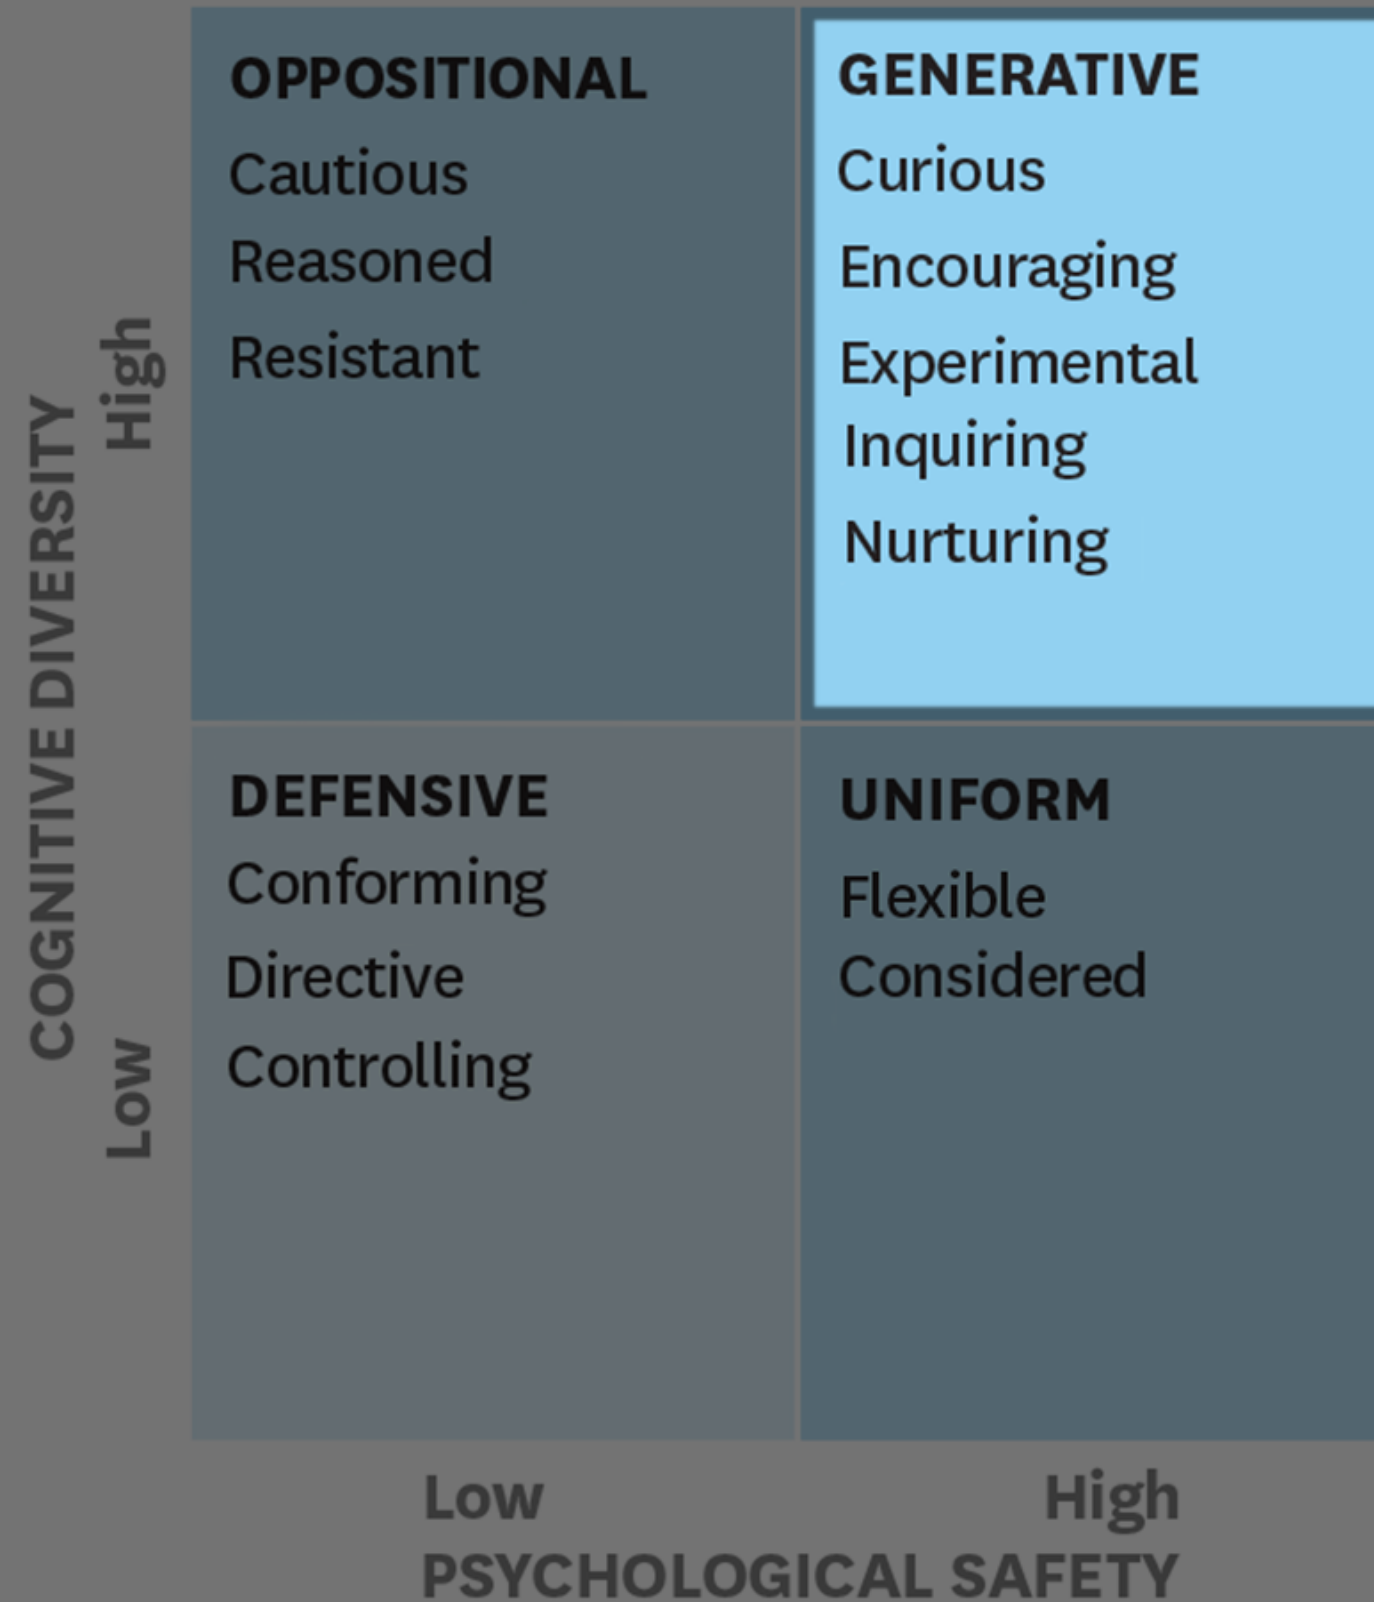 OPPOSITIONAL
Cautious
Reasoned
Resistant
GENERATIVE
Curious
Encouraging
Experimental
Inquiring
Nurturing
DEFENSIVE
Conforming
Directive
Controlling
UNIFORM
Flexible
Considered
COGNITIVE DIVERSITY
High
Low
Low
High
PSYCHOLOGICAL SAFETY